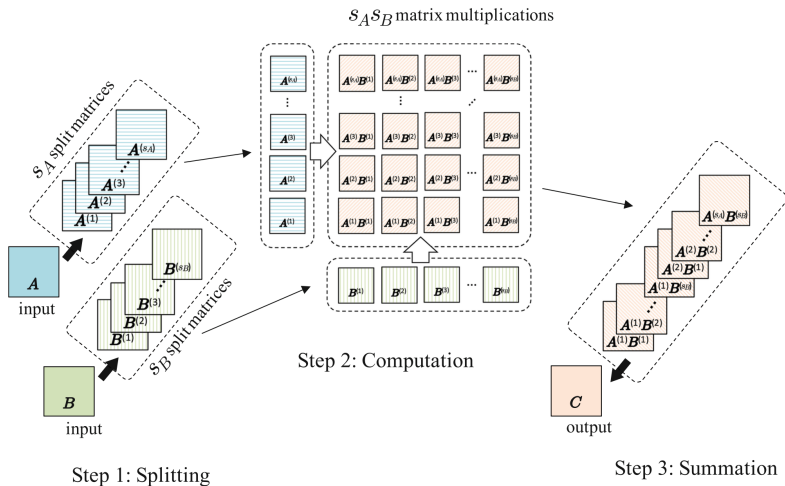 s_A s_B matrix multiplications
s_A split matrices
A^(s_A)
A^(3)
A^(2)
A^(1)
A
input
s_B split matrices
B^(s_B)
B^(3)
B^(2)
B^(1)
B
input
Step 1: Splitting
A^(s_A)
⋮
A^(3)
A^(2)
A^(1)
A^(s_A)B^(1) A^(s_A)B^(2) A^(s_A)B^(3) ... A^(s_A)B^(s_B)
A^(3)B^(1) A^(3)B^(2) A^(3)B^(3) A^(3)B^(s_B)
A^(2)B^(1) A^(2)B^(2) A^(2)B^(3) ... A^(2)B^(s_B)
A^(1)B^(1) A^(1)B^(2) A^(1)B^(3) A^(1)B^(s_B)
B^(1) B^(2) B^(3) ... B^(s_B)
Step 2: Computation
A^(s_A)B^(s_B)
A^(2)B^(2)
A^(2)B^(1)
A^(1)B^(s_B)
A^(1)B^(2)
A^(1)B^(1)
C
output
Step 3: Summation